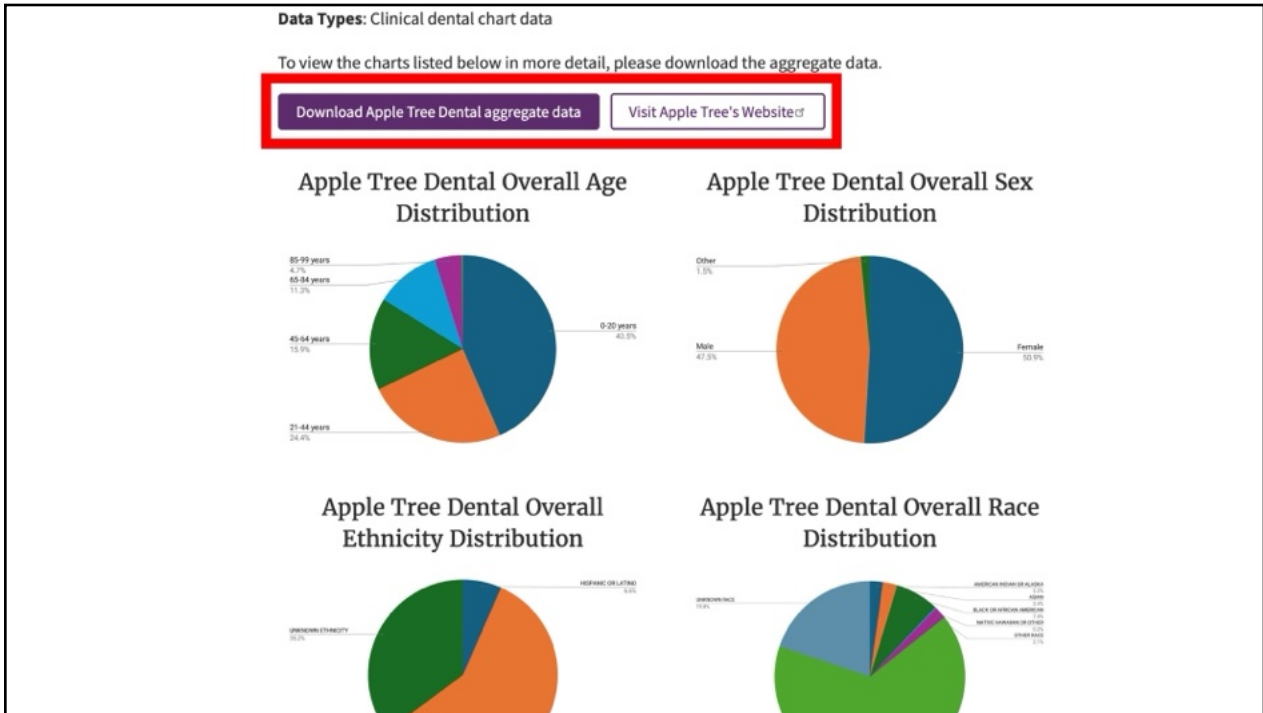 Data Types: Clinical dental chart data
To view the charts listed below in more detail, please download the aggregate data.
Download Apple Tree Dental aggregate data
Visit Apple Tree's Website
Apple Tree Dental Overall Age
Distribution
85-99 years
4.7%
65-84 years
11.3%
45-64 years
15.9%
21-44 years
24.4%
0-20 years
43.5%
Apple Tree Dental Overall Sex
Distribution
Other
1.5%
Male
47.5%
Female
50.9%
Apple Tree Dental Overall
Ethnicity Distribution
HISPANIC OR LATINO
UNKNOWN ETHNICITY
Apple Tree Dental Overall Race
Distribution
UNKNOWN RACE
AMERICAN INDIAN OR ALASKA
ASIAN
BLACK OR AFRICAN AMERICAN
NATIVE HAWAIIAN OR OTHER
OTHER RACE